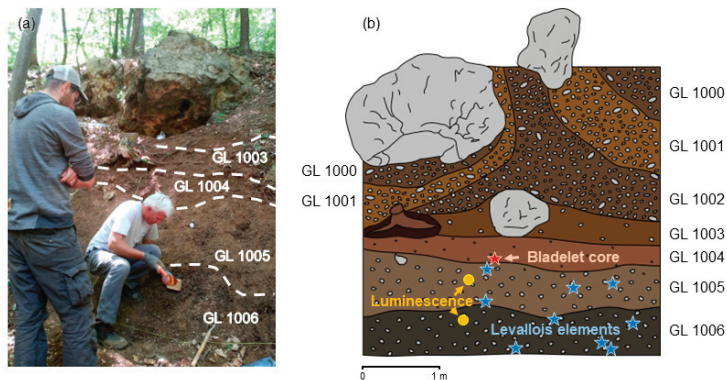 (a)
GL 1003
GL 1004
GL 1005
GL 1006
(b)
GL 1000
GL 1001
GL 1000
GL 1001
GL 1002
GL 1003
GL 1004
GL 1005
GL 1006
Bladelet core
Luminescence
Levallois elements
0 1 m